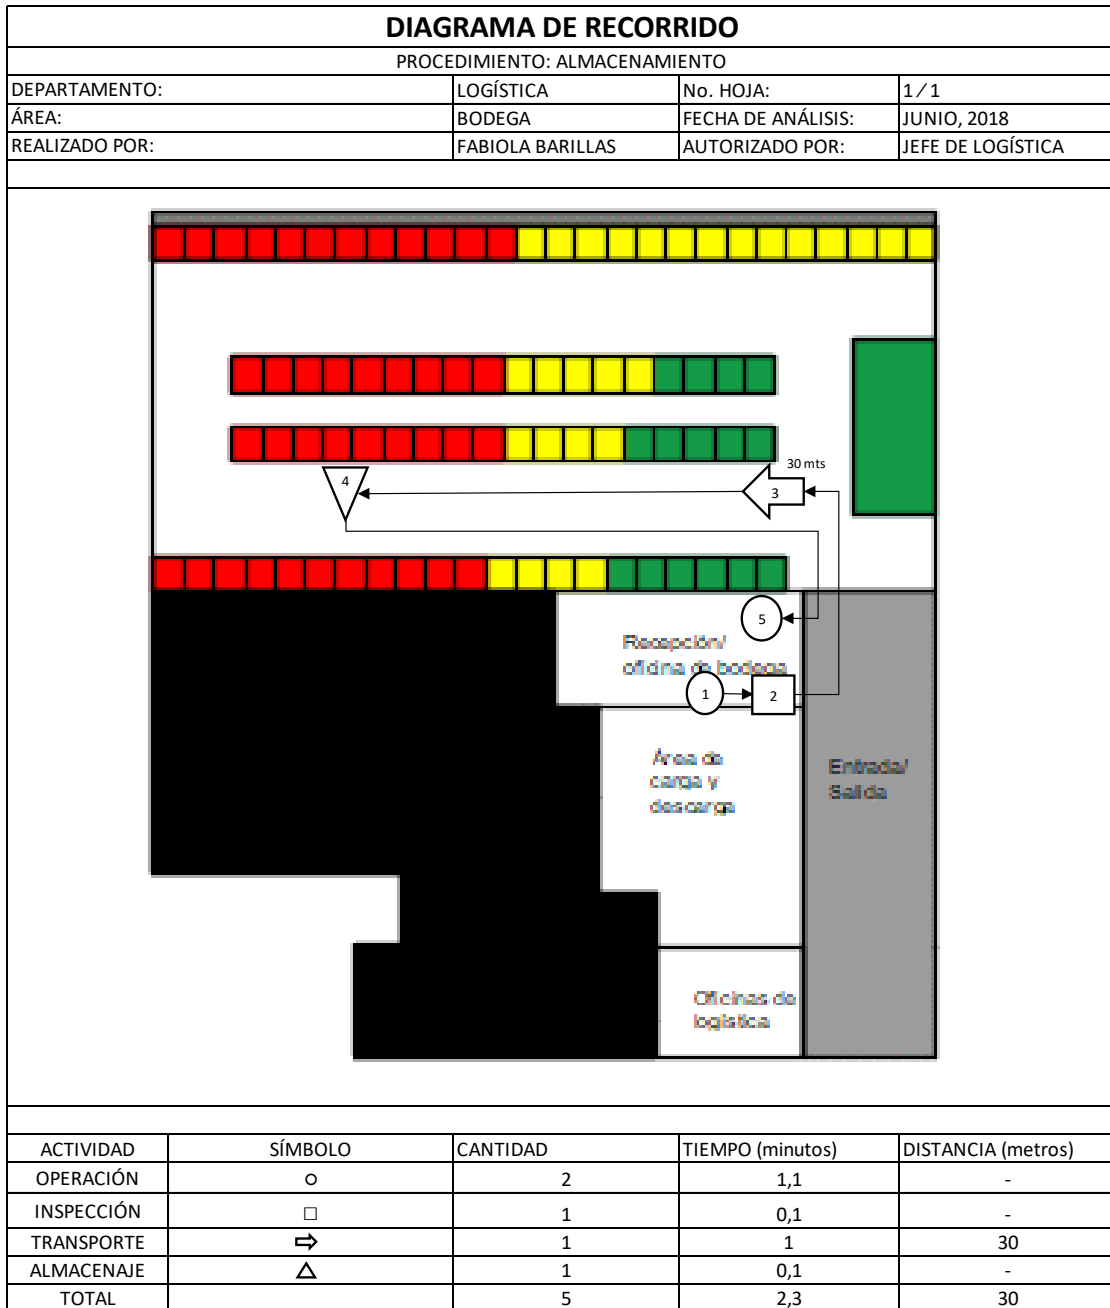 DIAGRAMA DE RECORRIDO
PROCEDIMIENTO: ALMACENAMIENTO
DEPARTAMENTO: LOGÍSTICA No. HOJA: 1 / 1
ÁREA: BODEGA FECHA DE ANÁLISIS: JUNIO, 2018
REALIZADO POR: FABIOLA BARILLAS AUTORIZADO POR: JEFE DE LOGÍSTICA
30 mts
4
3
5
Recepción/
oficina de bodega
1
2
Área de
carga y
descarga
Entrada/
Salida
Oficinas de
logística
ACTIVIDAD SÍMBOLO CANTIDAD TIEMPO (minutos) DISTANCIA (metros)
OPERACIÓN 2 1,1 -
INSPECCIÓN 1 0,1 -
TRANSPORTE 1 1 30
ALMACENAJE 1 0,1 -
TOTAL 5 2,3 30